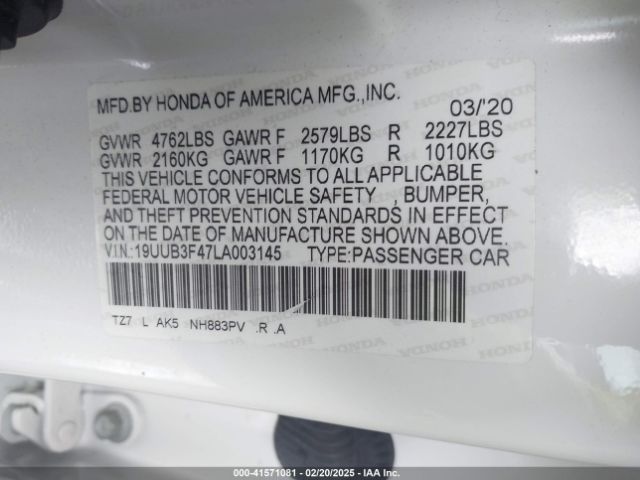 MFD.BY HONDA OF AMERICA MFG.,INC. 03/'20
GVWR 4762LBS GAWR F 2579LBS R 2227LBS
GVWR 2160KG GAWR F 1170KG R 1010KG
THIS VEHICLE CONFORMS TO ALL APPLICABLE
FEDERAL MOTOR VEHICLE SAFETY , BUMPER,
AND THEFT PREVENTION STANDARDS IN EFFECT
ON THE DATE OF MANUFACTURE SHOWN ABOVE.
V.I.N.:19UUB3F47LA003145 TYPE:PASSENGER CAR
TZ7 L AK5 NH883PV .R .A
HONDA HONDA HONDA
000-41571081 - 02/20/2025 - IAA Inc.